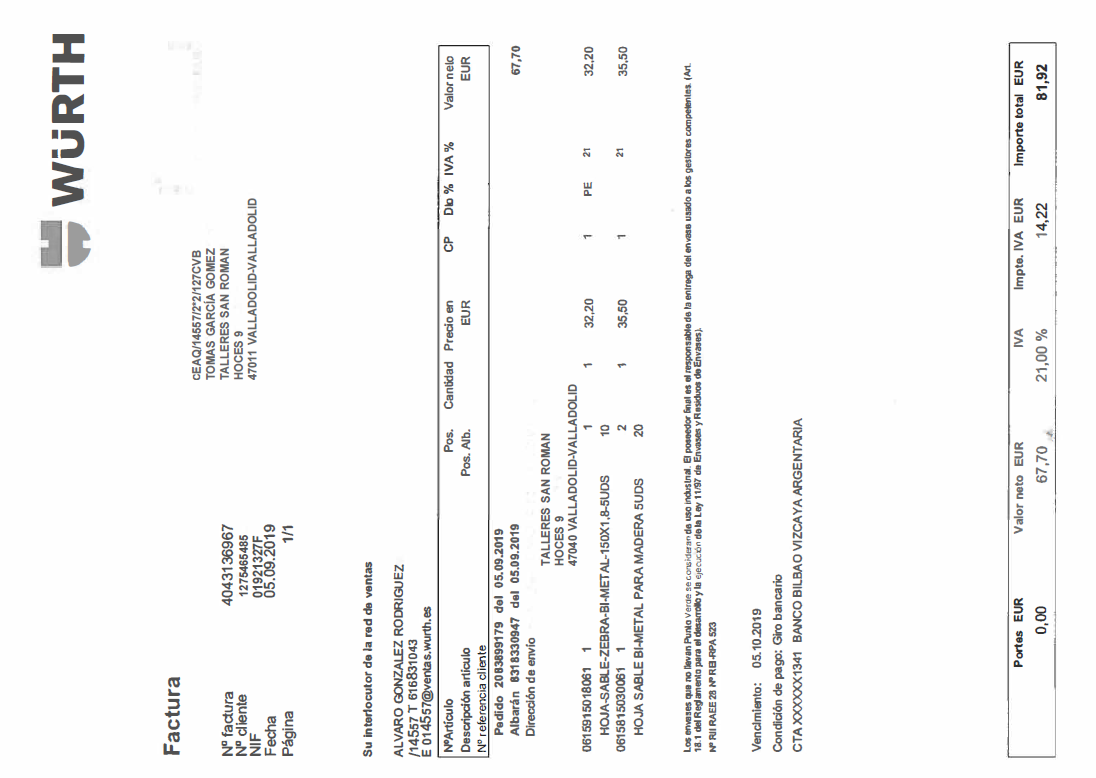 WÜRTH
CEAQ/14557/2*2/127CVB
TOMAS GARCÍA GOMEZ
TALLERES SAN ROMAN
HOCES 9
47011 VALLADOLID-VALLADOLID
Factura
Nº factura 4043136967
Nº cliente 1275465485
NIF 01921327F
Fecha 05.09.2019
Página 1/1
Su interlocutor de la red de ventas
ALVARO GONZALEZ RODRIGUEZ
/14557 T 616831043
E 014557@ventas.wurth.es
NºArtículo Pos. Cantidad Precio en CP Dto % IVA % Valor neto
Descripción artículo Pos. Alb. EUR EUR
Nº referencia cliente
Pedido 2083899179 del 05.09.2019
Albarán 8318330947 del 05.09.2019 67,70
Dirección de envío
TALLERES SAN ROMAN
HOCES 9
47040 VALLADOLID-VALLADOLID
0615915018061 1 1 1 32,20 1 PE 21 32,20
HOJA-SABLE-ZEBRA-BI-METAL-150X1,8-5UDS 10
0615815030061 1 2 1 35,50 1 21 35,50
HOJA SABLE BI-METAL PARA MADERA 5UDS 20
Los envases que no llevan Punto Verde se consideran de uso industrial. El poseedor final es el responsable de la entrega del envase usado a los gestores competentes. (Art.
18.1 del Reglamento para el desarrollo y la ejecución de la Ley 11/97 de Envases y Residuos de Envases).
Nº RII RAEE 28 Nº REI-RPA 523
Vencimiento: 05.10.2019
Condición de pago: Giro bancario
CTA XXXXXX1341 BANCO BILBAO VIZCAYA ARGENTARIA
Portes EUR Valor neto EUR IVA Impte. IVA EUR Importe total EUR
0,00 67,70 21,00 % 14,22 81,92